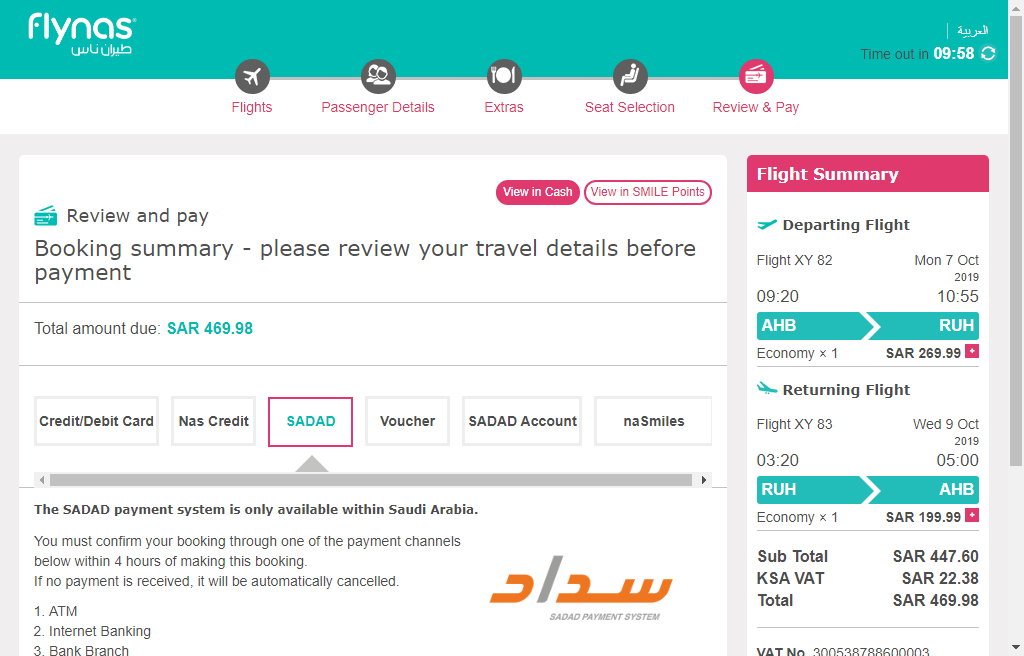 flynas
طيران ناس
العربية
Time out in 09:58
Flights
Passenger Details
Extras
Seat Selection
Review & Pay
View in Cash
View in SMILE Points
Review and pay
Booking summary - please review your travel details before
payment
Total amount due: SAR 469.98
Credit/Debit Card
Nas Credit
SADAD
Voucher
SADAD Account
naSmiles
The SADAD payment system is only available within Saudi Arabia.
You must confirm your booking through one of the payment channels
below within 4 hours of making this booking.
If no payment is received, it will be automatically cancelled.
1. ATM
2. Internet Banking
3. Bank Branch
سداد
SADAD PAYMENT SYSTEM
Flight Summary
Departing Flight
Flight XY 82 Mon 7 Oct
2019
09:20 10:55
AHB RUH
Economy × 1 SAR 269.99 +
Returning Flight
Flight XY 83 Wed 9 Oct
2019
03:20 05:00
RUH AHB
Economy × 1 SAR 199.99 +
Sub Total SAR 447.60
KSA VAT SAR 22.38
Total SAR 469.98
VAT No. 300538788600003